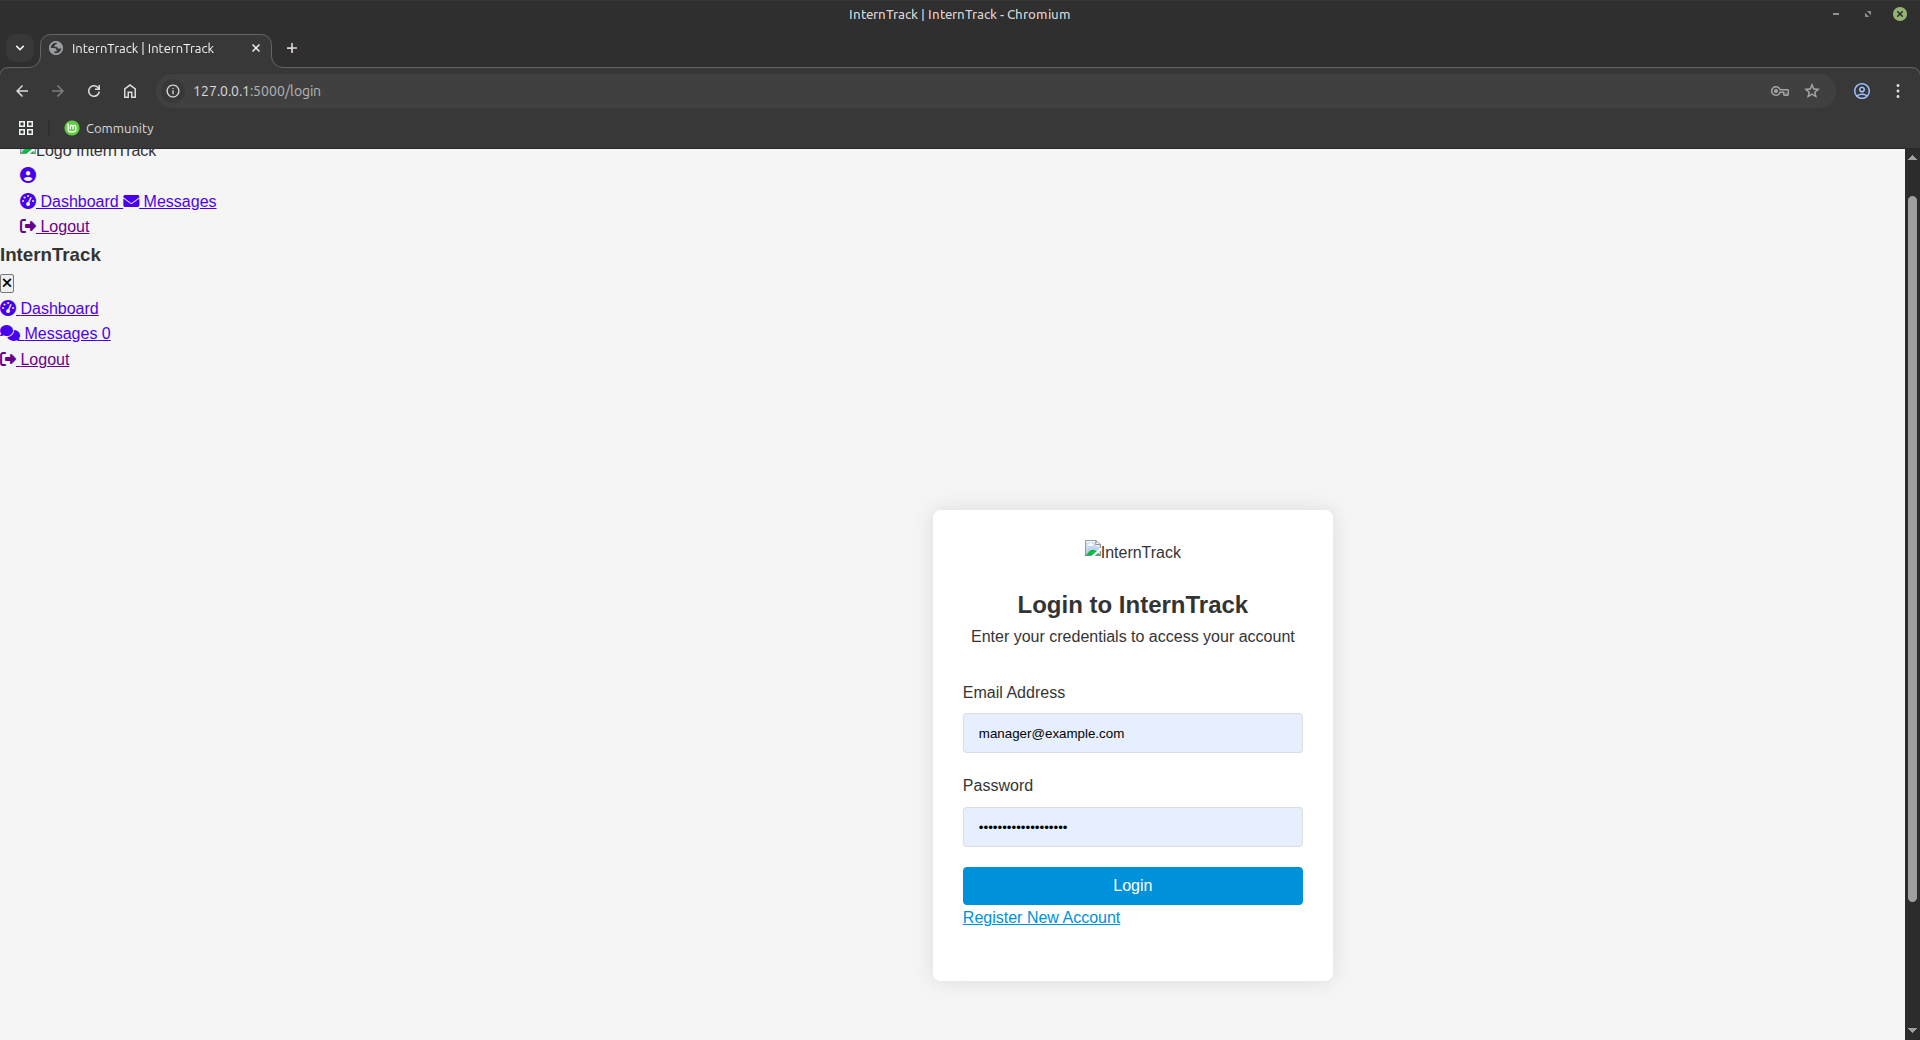 InternTrack | InternTrack - Chromium
InternTrack | InternTrack
127.0.0.1:5000/login
Community
Logo InternTrack
Dashboard Messages
Logout
InternTrack
Dashboard
Messages 0
Logout
InternTrack
Login to InternTrack
Enter your credentials to access your account
Email Address
manager@example.com
Password
•••••••••••••••••••
Login
Register New Account